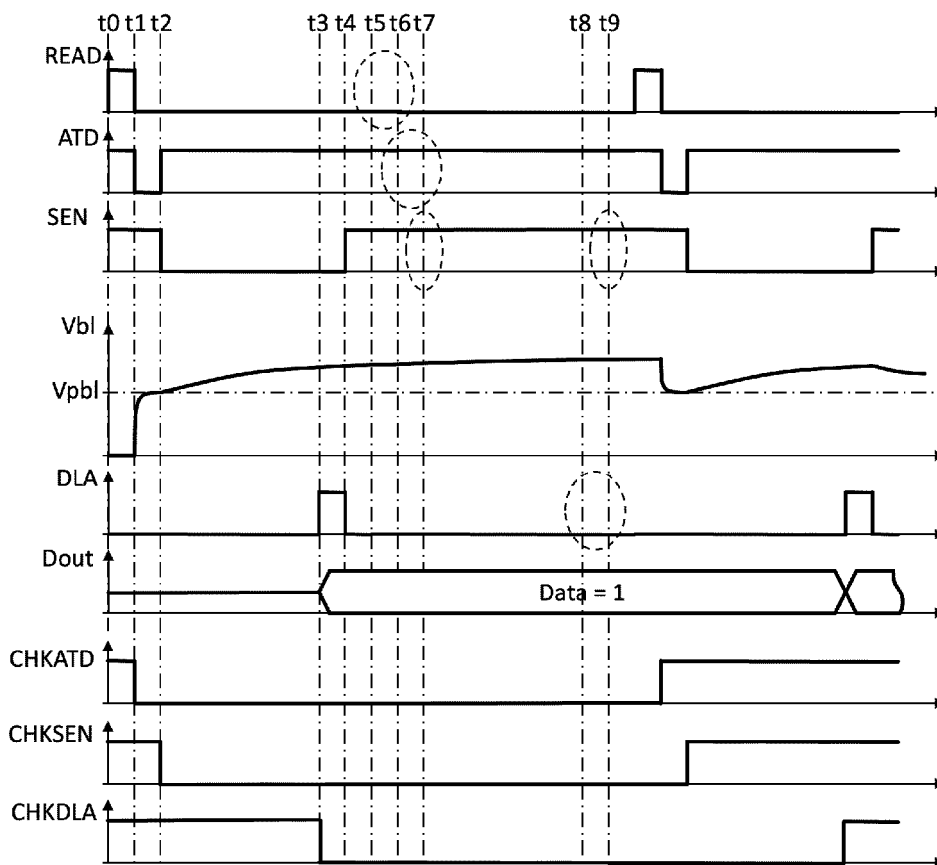 t0 t1 t2 t3 t4 t5 t6 t7 t8 t9
READ
ATD
SEN
Vbl
Vpbl
DLA
Dout
Data = 1
CHKATD
CHKSEN
CHKDLA